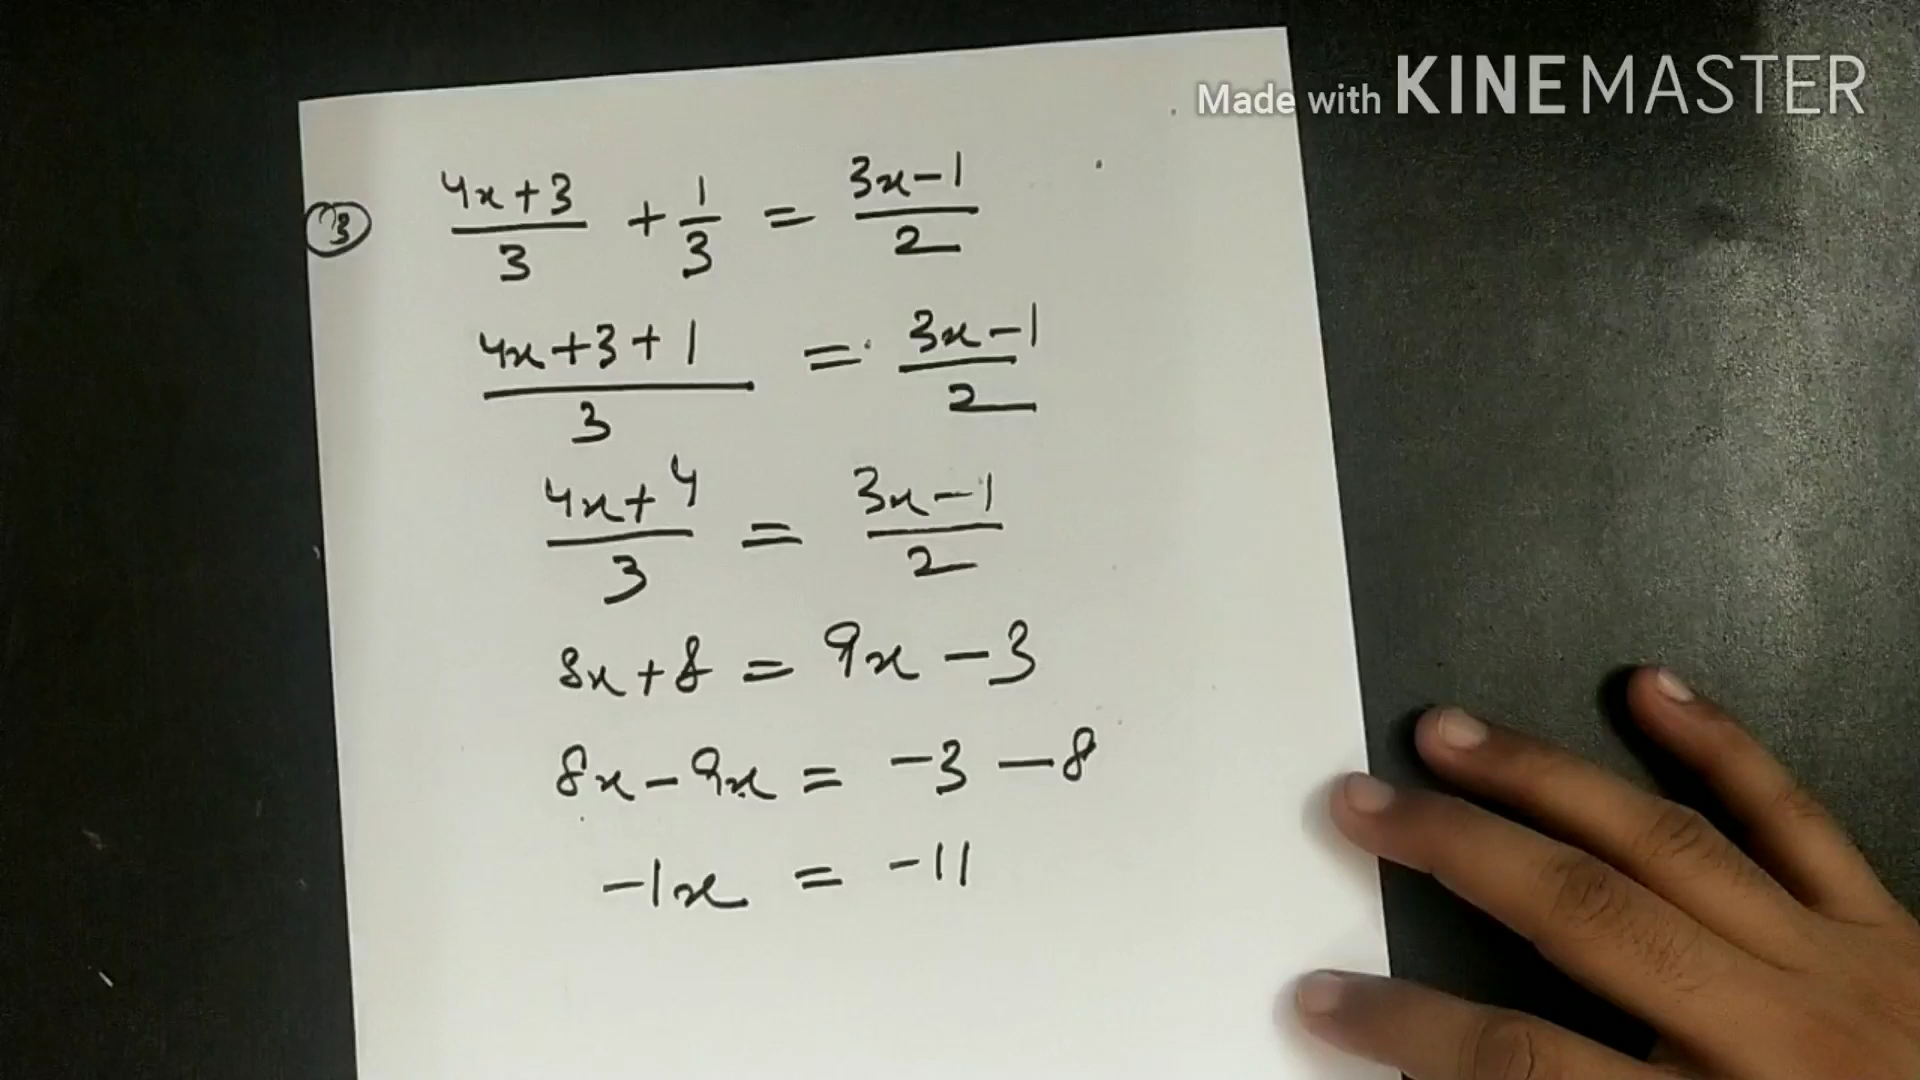 Made with KINEMASTER
③ (4x+3)/3 + 1/3 = (3x-1)/2
(4x+3+1)/3 = (3x-1)/2
(4x+4)/3 = (3x-1)/2
8x+8 = 9x-3
8x-9x = -3-8
-1x = -11